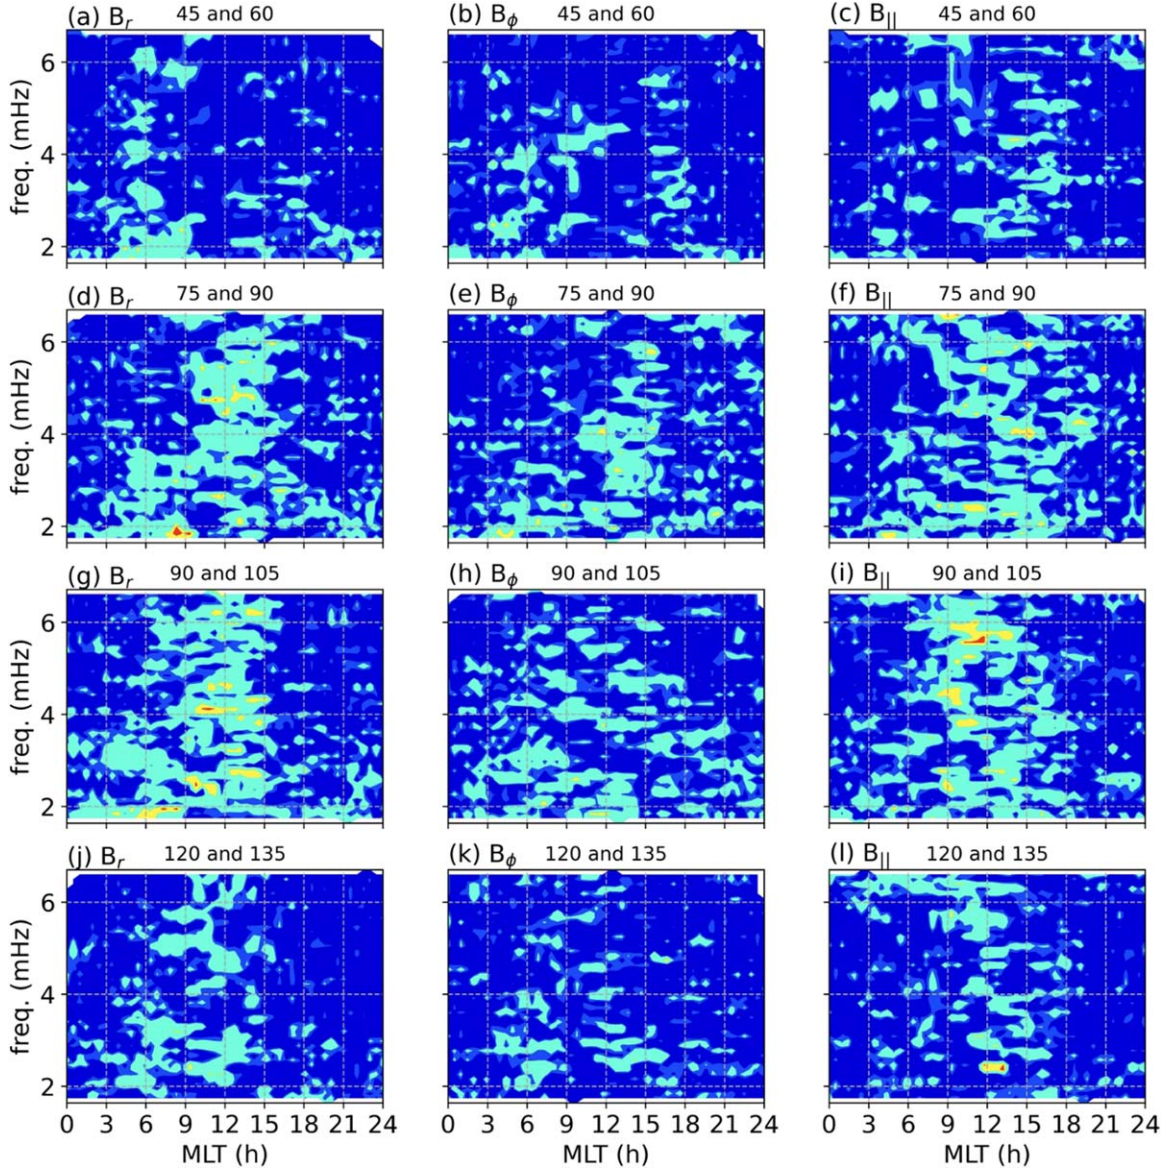 (a) B_r 45 and 60
(b) B_ϕ 45 and 60
(c) B_|| 45 and 60
freq. (mHz)
6
4
2
(d) B_r 75 and 90
(e) B_ϕ 75 and 90
(f) B_|| 75 and 90
freq. (mHz)
6
4
2
(g) B_r 90 and 105
(h) B_ϕ 90 and 105
(i) B_|| 90 and 105
freq. (mHz)
6
4
2
(j) B_r 120 and 135
(k) B_ϕ 120 and 135
(l) B_|| 120 and 135
freq. (mHz)
6
4
2
0 3 6 9 12 15 18 21 24
0 3 6 9 12 15 18 21 24
0 3 6 9 12 15 18 21 24
MLT (h)
MLT (h)
MLT (h)